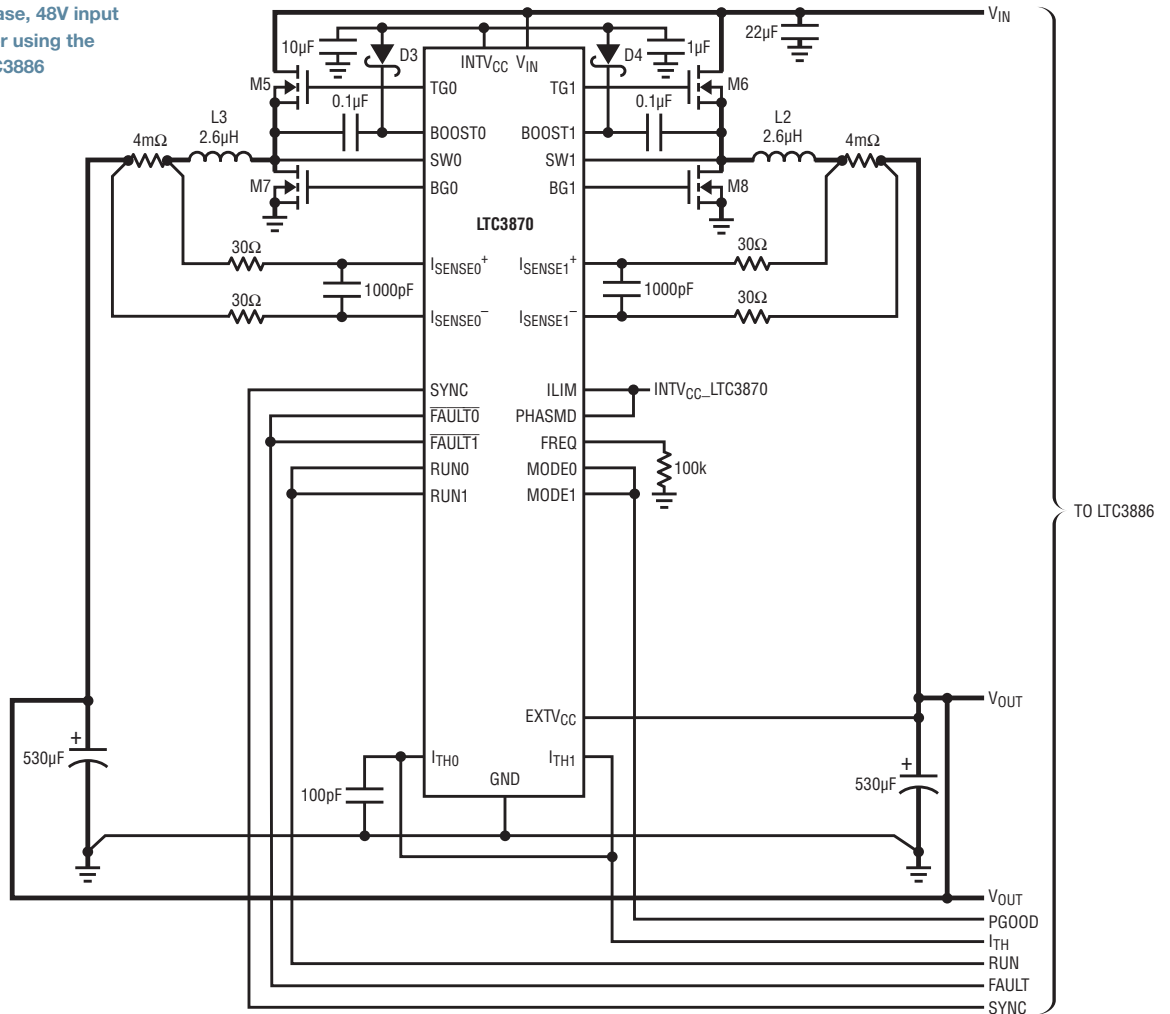 ase, 48V input
r using the
C3886
VIN
22µF
10µF
D3
INTVCC VIN
D4
1µF
M5
TG0
TG1
M6
0.1µF
0.1µF
L3
2.6µH
L2
2.6µH
4mΩ
BOOST0
BOOST1
4mΩ
SW0
SW1
M7
BG0
BG1
M8
LTC3870
30Ω
ISENSE0+
ISENSE1+
30Ω
1000pF
1000pF
30Ω
ISENSE0–
ISENSE1–
30Ω
SYNC
ILIM
INTVCC_LTC3870
FAULT0
PHASMD
FAULT1
FREQ
100k
RUN0
MODE0
RUN1
MODE1
TO LTC3886
VOUT
EXTVCC
+
530µF
ITH0
ITH1
GND
100pF
+
530µF
VOUT
PGOOD
ITH
RUN
FAULT
SYNC